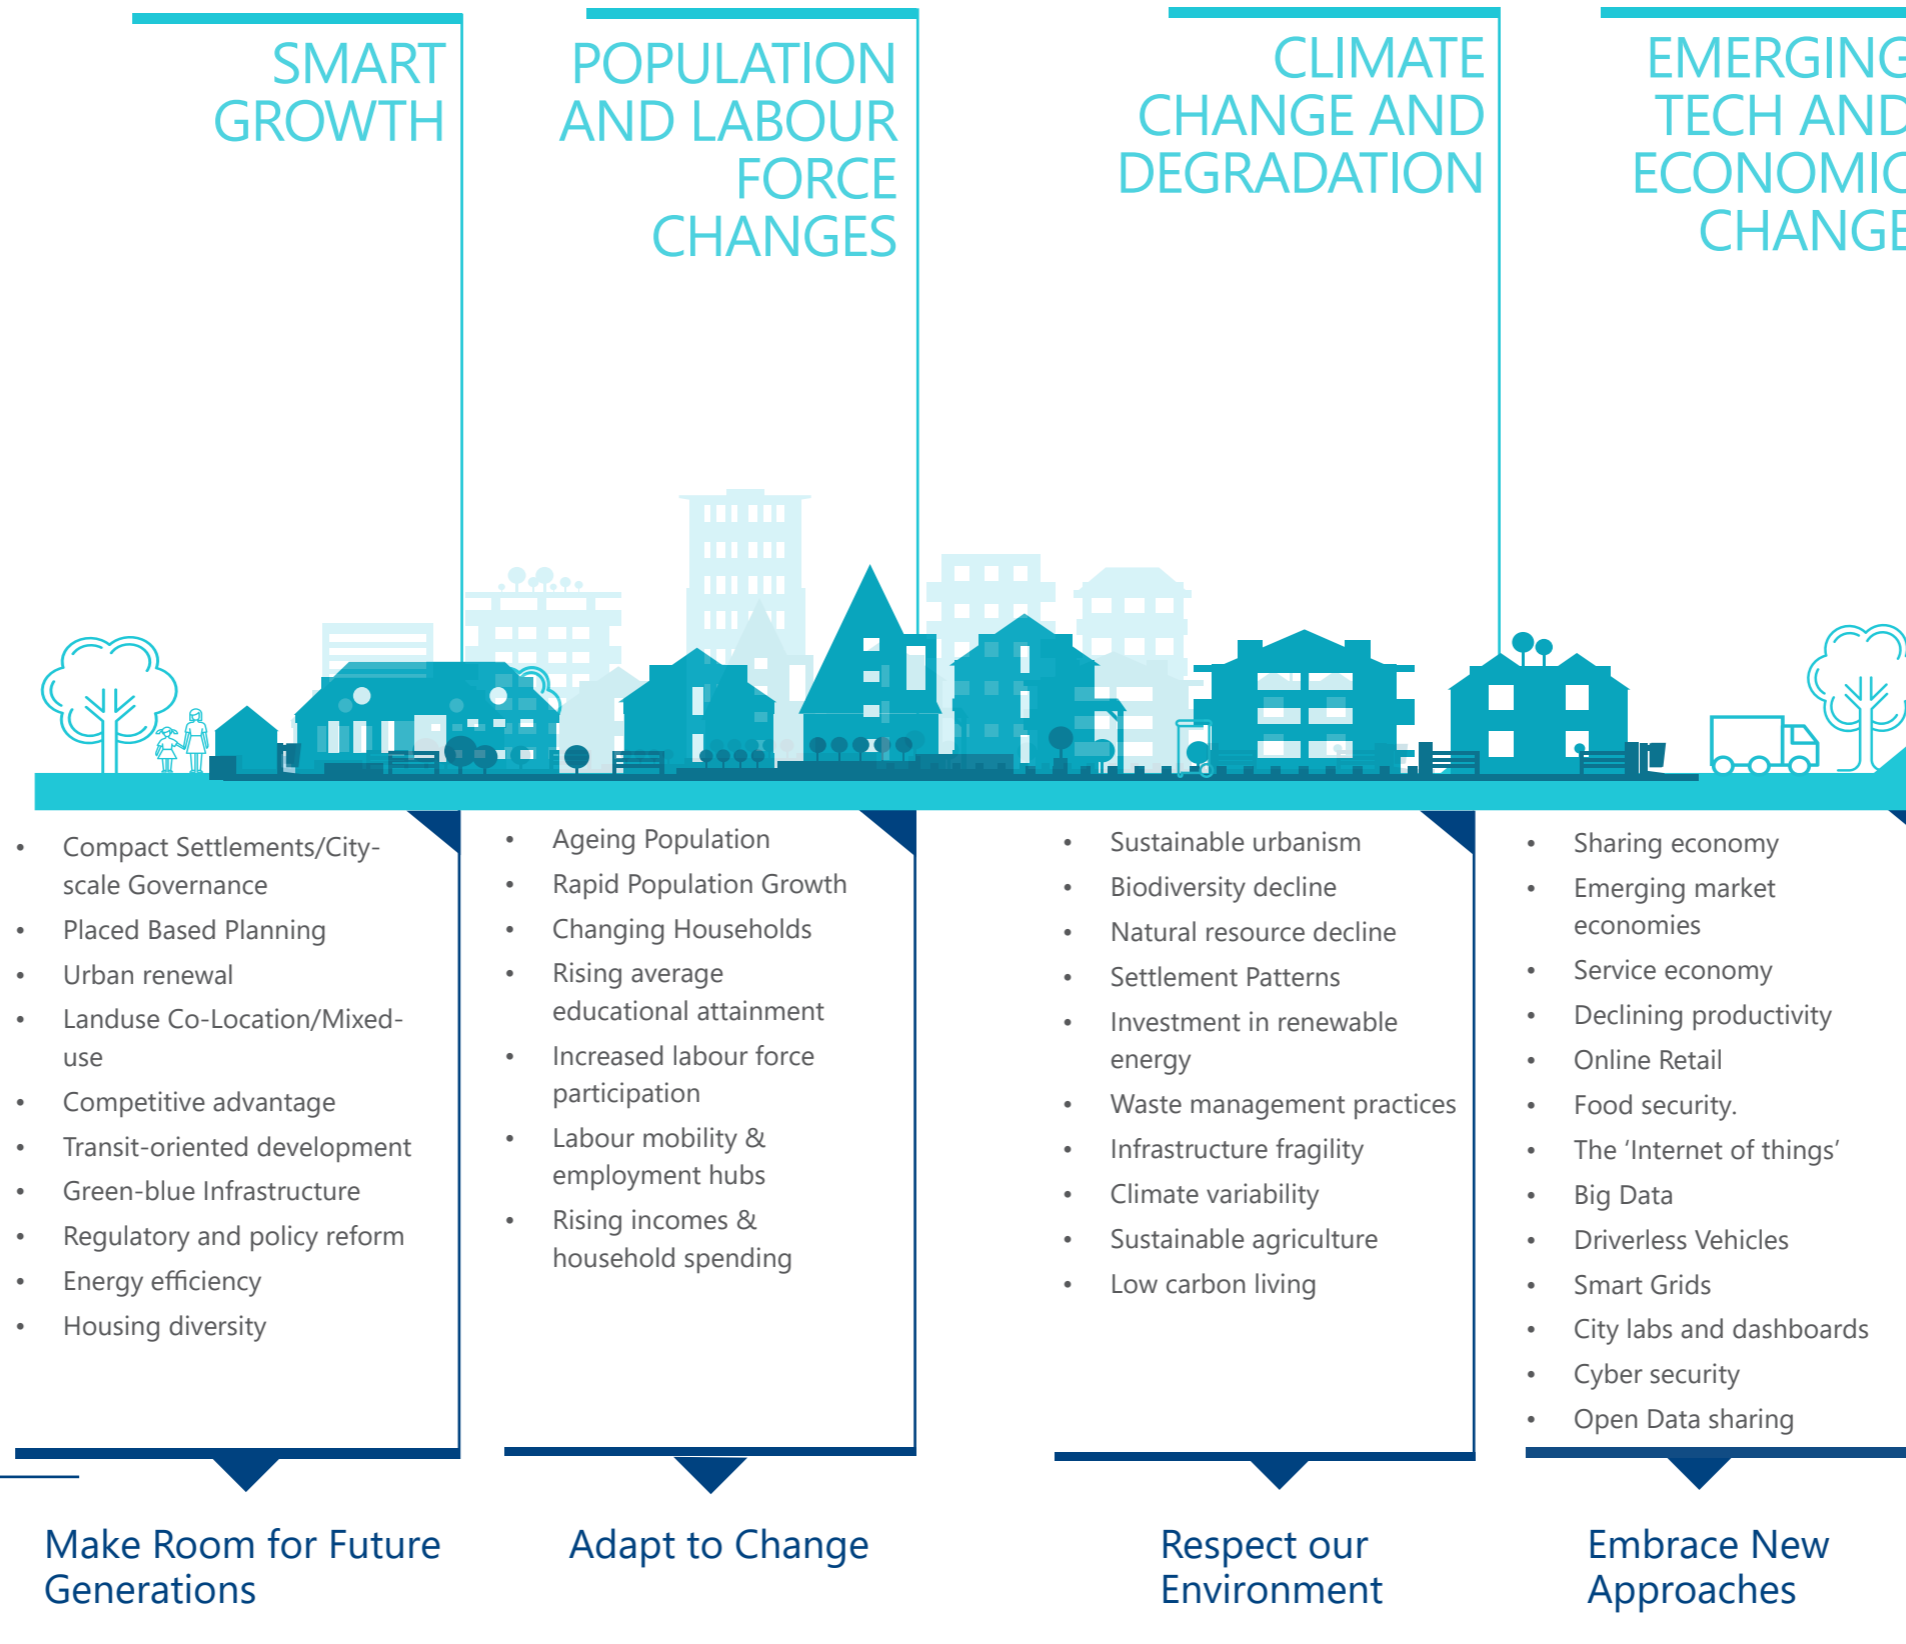 SMART
GROWTH
POPULATION
AND LABOUR
FORCE
CHANGES
CLIMATE
CHANGE AND
DEGRADATION
EMERGING
TECH AND
ECONOMIC
CHANGE
• Compact Settlements/City-
scale Governance
• Placed Based Planning
• Urban renewal
• Landuse Co-Location/Mixed-
use
• Competitive advantage
• Transit-oriented development
• Green-blue Infrastructure
• Regulatory and policy reform
• Energy efficiency
• Housing diversity
• Ageing Population
• Rapid Population Growth
• Changing Households
• Rising average
educational attainment
• Increased labour force
participation
• Labour mobility &
employment hubs
• Rising incomes &
household spending
• Sustainable urbanism
• Biodiversity decline
• Natural resource decline
• Settlement Patterns
• Investment in renewable
energy
• Waste management practices
• Infrastructure fragility
• Climate variability
• Sustainable agriculture
• Low carbon living
• Sharing economy
• Emerging market
economies
• Service economy
• Declining productivity
• Online Retail
• Food security.
• The ‘Internet of things’
• Big Data
• Driverless Vehicles
• Smart Grids
• City labs and dashboards
• Cyber security
• Open Data sharing
Make Room for Future
Generations
Adapt to Change
Respect our
Environment
Embrace New
Approaches